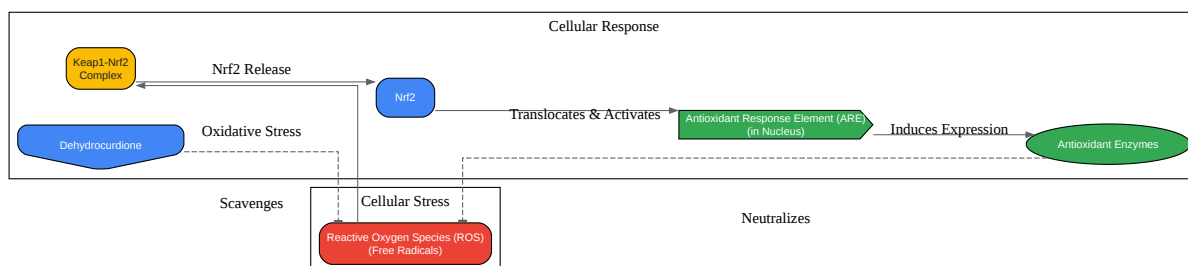 Cellular Response
Keap1-Nrf2
Complex
Nrf2 Release
Nrf2
Translocates & Activates
Antioxidant Response Element (ARE)
(in Nucleus)
Induces Expression
Antioxidant Enzymes
Oxidative Stress
Dehydrocurdione
Scavenges
Cellular Stress
Neutralizes
Reactive Oxygen Species (ROS)
(Free Radicals)